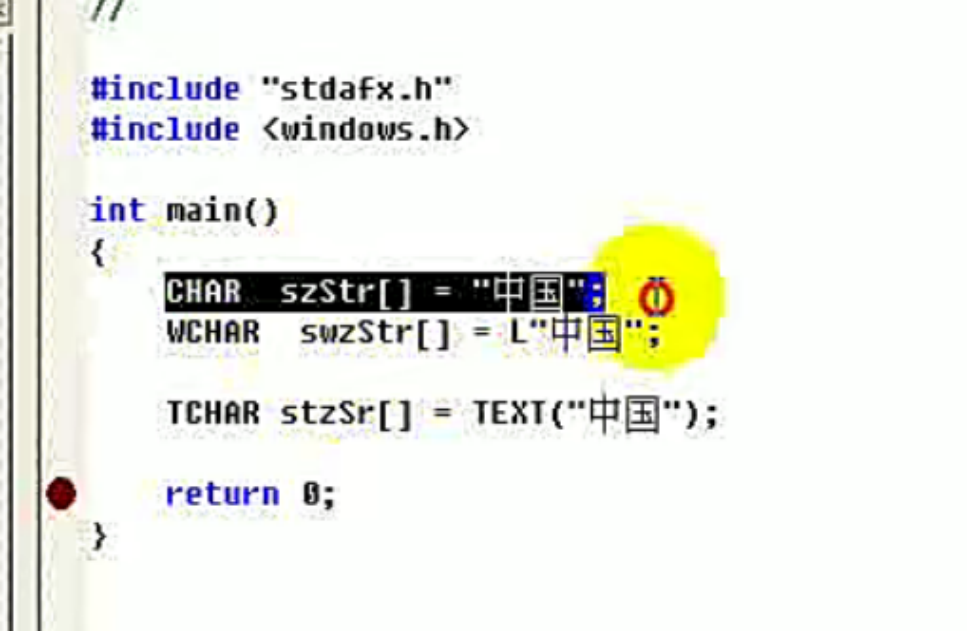 //
#include "stdafx.h"
#include <windows.h>
int main()
{
CHAR szStr[] = "中国";
WCHAR swzStr[] = L"中国";
TCHAR stzSr[] = TEXT("中国");
return 0;
}